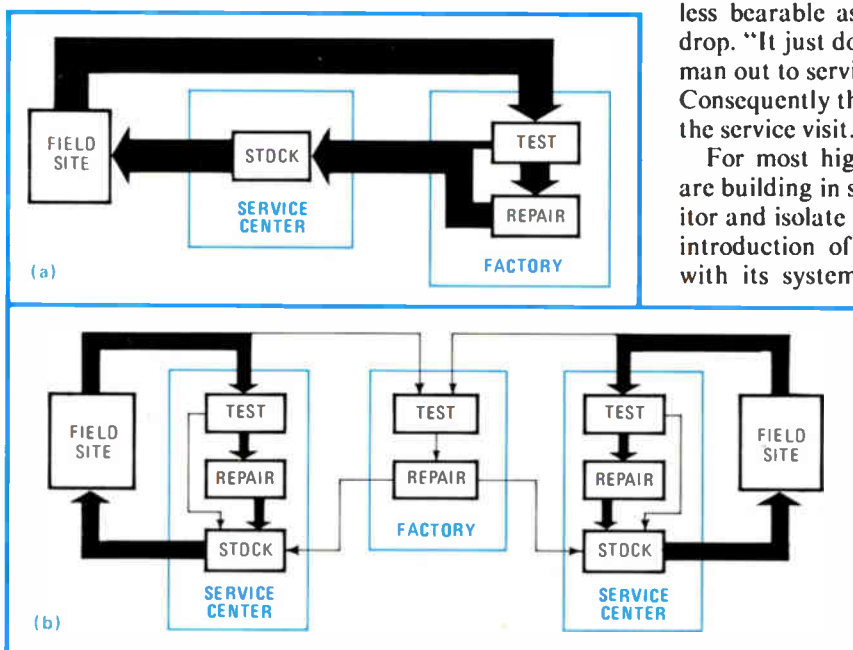 less bearable as
drop. “It just do
man out to servi
Consequently th
the service visit.
For most hig
are building in s
itor and isolate
introduction of
with its system
FIELD
SITE
STOCK
SERVICE
CENTER
TEST
REPAIR
FACTORY
(a)
FIELD
SITE
TEST
REPAIR
STOCK
SERVICE
CENTER
TEST
REPAIR
FACTORY
TEST
REPAIR
STOCK
SERVICE
CENTER
FIELD
SITE
(b)